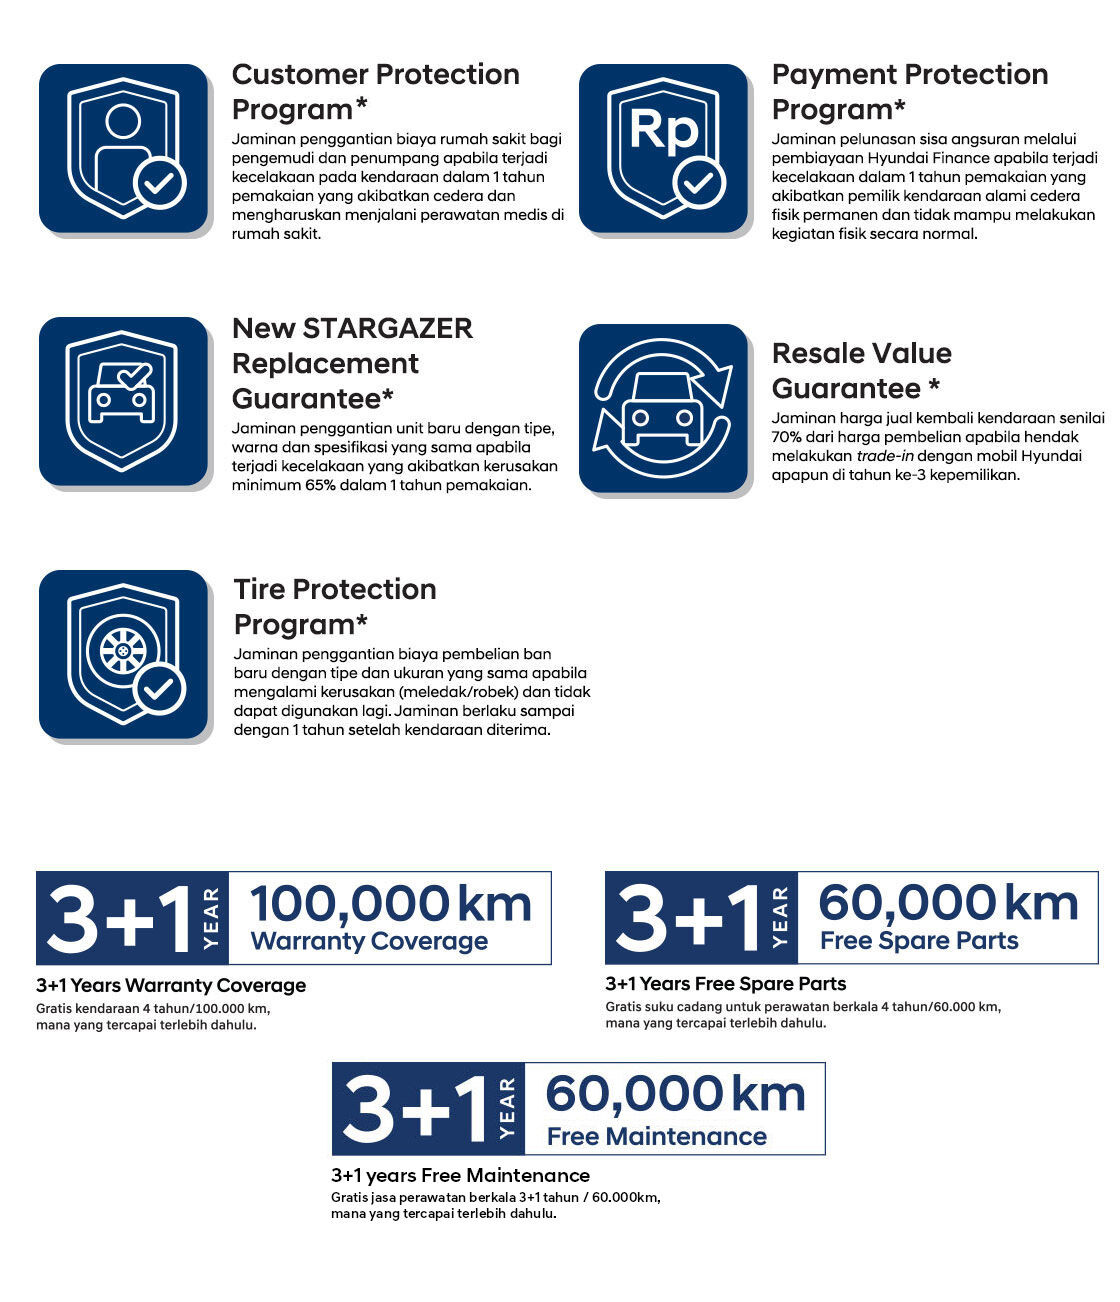 Customer Protection
Program*
Jaminan penggantian biaya rumah sakit bagi
pengemudi dan penumpang apabila terjadi
kecelakaan pada kendaraan dalam 1 tahun
pemakaian yang akibatkan cedera dan
mengharuskan menjalani perawatan medis di
rumah sakit.
Rp
Payment Protection
Program*
Jaminan pelunasan sisa angsuran melalui
pembiayaan Hyundai Finance apabila terjadi
kecelakaan dalam 1 tahun pemakaian yang
akibatkan pemilik kendaraan alami cedera
fisik permanen dan tidak mampu melakukan
kegiatan fisik secara normal.
New STARGAZER
Replacement
Guarantee*
Jaminan penggantian unit baru dengan tipe,
warna dan spesifikasi yang sama apabila
terjadi kecelakaan yang akibatkan kerusakan
minimum 65% dalam 1 tahun pemakaian.
Resale Value
Guarantee *
Jaminan harga jual kembali kendaraan senilai
70% dari harga pembelian apabila hendak
melakukan trade-in dengan mobil Hyundai
apapun di tahun ke-3 kepemilikan.
Tire Protection
Program*
Jaminan penggantian biaya pembelian ban
baru dengan tipe dan ukuran yang sama apabila
mengalami kerusakan (meledak/robek) dan tidak
dapat digunakan lagi. Jaminan berlaku sampai
dengan 1 tahun setelah kendaraan diterima.
3+1 YEAR
100,000 km
Warranty Coverage
3+1 Years Warranty Coverage
Gratis kendaraan 4 tahun/100.000 km,
mana yang tercapai terlebih dahulu.
3+1 YEAR
60,000 km
Free Spare Parts
3+1 Years Free Spare Parts
Gratis suku cadang untuk perawatan berkala 4 tahun/60.000 km,
mana yang tercapai terlebih dahulu.
3+1 YEAR
60,000 km
Free Maintenance
3+1 years Free Maintenance
Gratis jasa perawatan berkala 3+1 tahun / 60.000km,
mana yang tercapai terlebih dahulu.